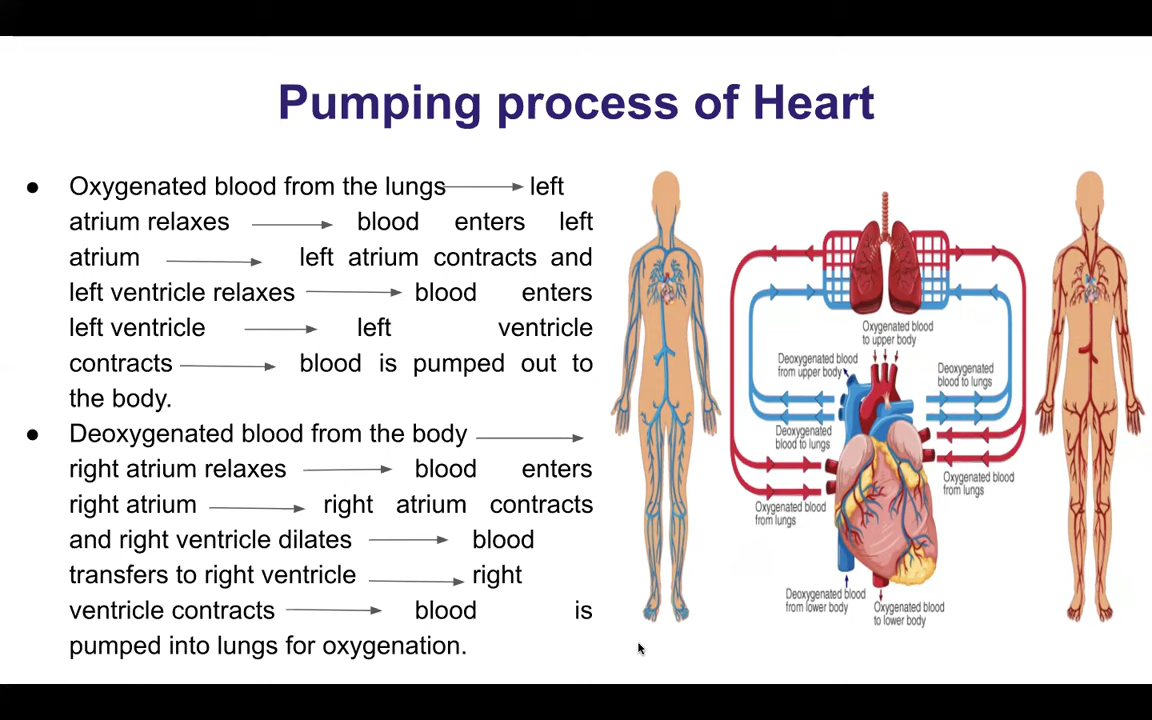 Pumping process of Heart
● Oxygenated blood from the lungs → left
atrium relaxes → blood enters left
atrium → left atrium contracts and
left ventricle relaxes → blood enters
left ventricle → left ventricle
contracts → blood is pumped out to
the body.
● Deoxygenated blood from the body →
right atrium relaxes → blood enters
right atrium → right atrium contracts
and right ventricle dilates → blood
transfers to right ventricle → right
ventricle contracts → blood is
pumped into lungs for oxygenation.
Oxygenated blood
to upper body
Deoxygenated blood
from upper body
Deoxygenated
blood to lungs
Deoxygenated
blood to lungs
Oxygenated blood
from lungs
Oxygenated blood
from lungs
Deoxygenated blood
from lower body
Oxygenated blood
to lower body